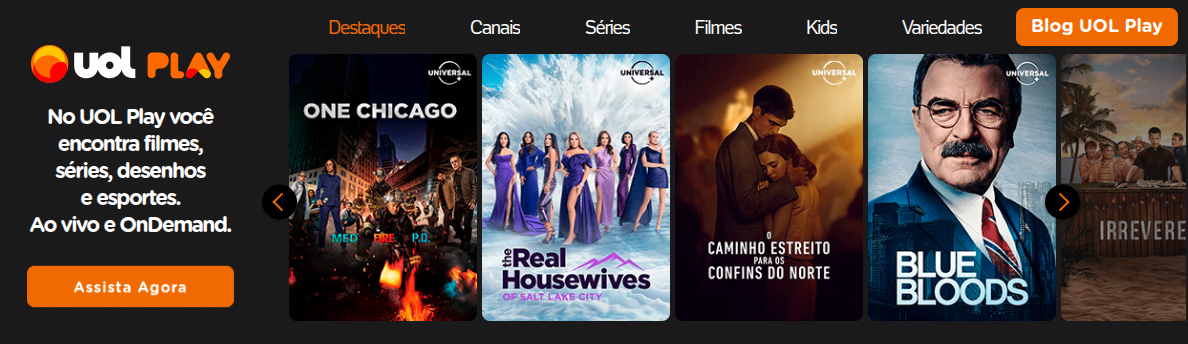 Destaques
Canais
Séries
Filmes
Kids
Variedades
Blog UOL Play
UOL PLAY
No UOL Play você
encontra filmes,
séries, desenhos
e esportes.
Ao vivo e OnDemand.
Assista Agora
UNIVERSAL+
ONE CHICAGO
MED FIRE P.D.
UNIVERSAL+
the Real
Housewives
OF SALT LAKE CITY
UNIVERSAL+
O
CAMINHO ESTREITO
PARA OS
CONFINS DO NORTE
UNIVERSAL+
BLUE
BLOODS
IRREVERE